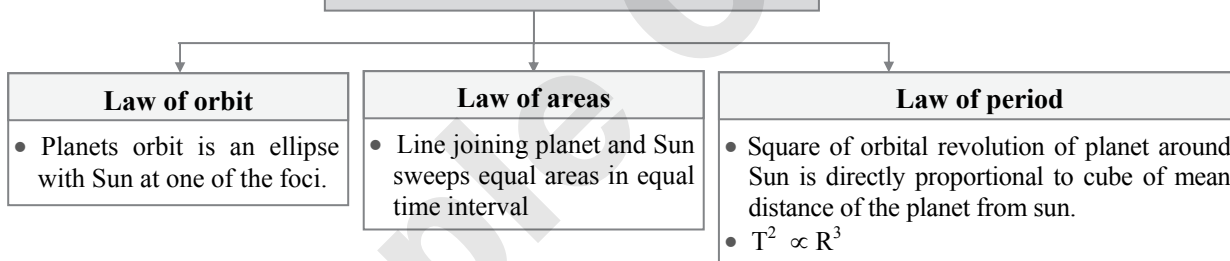 Law of orbit
• Planets orbit is an ellipse
with Sun at one of the foci.
Law of areas
• Line joining planet and Sun
sweeps equal areas in equal
time interval
Law of period
• Square of orbital revolution of planet around
Sun is directly proportional to cube of mean
distance of the planet from sun.
• T² ∝ R³